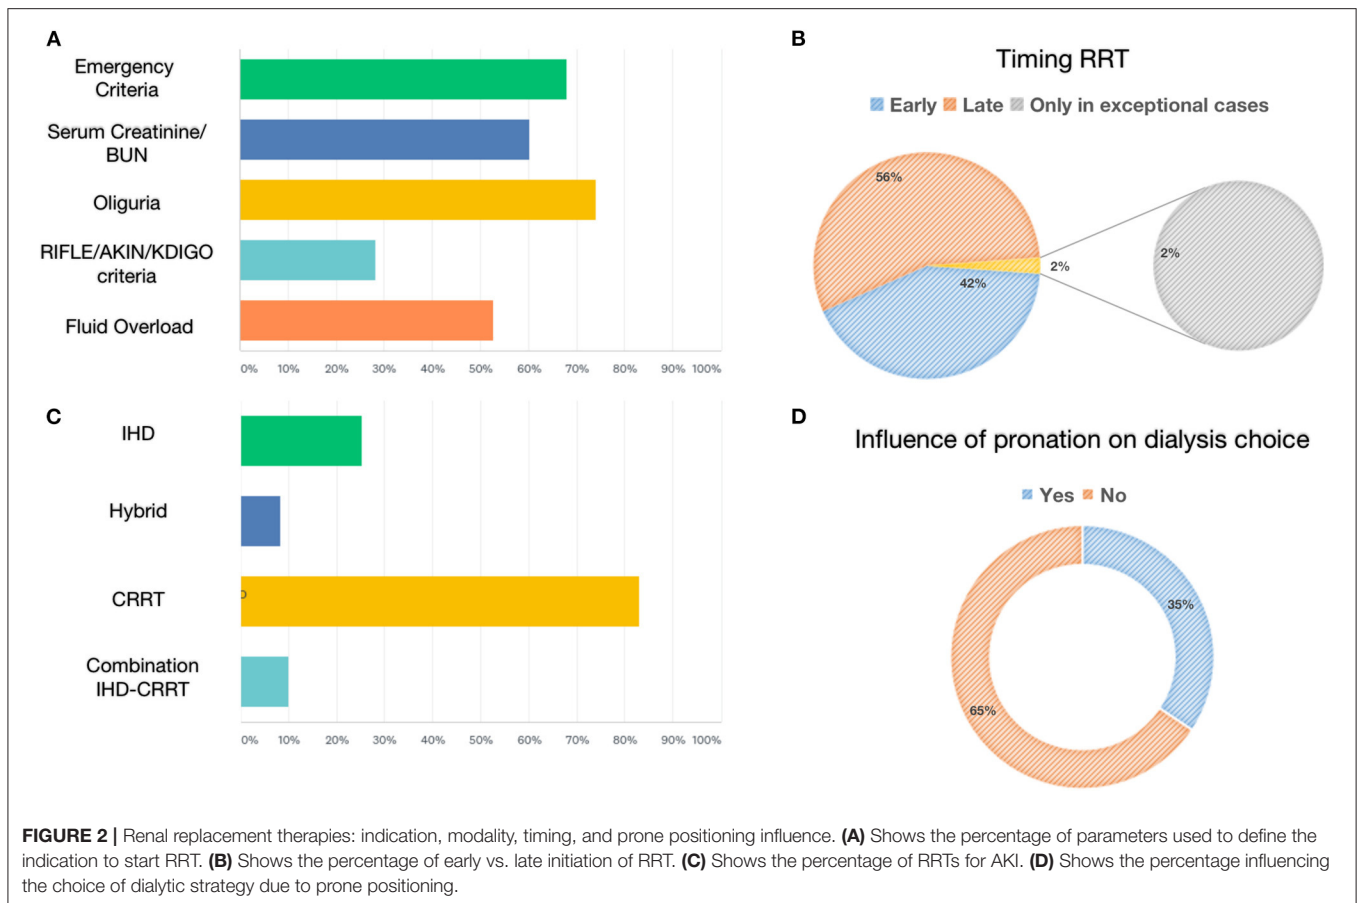 A
Emergency
Criteria
Serum Creatinine/
BUN
Oliguria
RIFLE/AKIN/KDIGO
criteria
Fluid Overload
0% 10% 20% 30% 40% 50% 60% 70% 80% 90% 100%
B
Timing RRT
Early Late Only in exceptional cases
56%
42%
2%
2%
C
IHD
Hybrid
CRRT
Combination
IHD-CRRT
0% 10% 20% 30% 40% 50% 60% 70% 80% 90% 100%
D
Influence of pronation on dialysis choice
Yes No
35%
65%
FIGURE 2 | Renal replacement therapies: indication, modality, timing, and prone positioning influence. (A) Shows the percentage of parameters used to define the
indication to start RRT. (B) Shows the percentage of early vs. late initiation of RRT. (C) Shows the percentage of RRTs for AKI. (D) Shows the percentage influencing
the choice of dialytic strategy due to prone positioning.